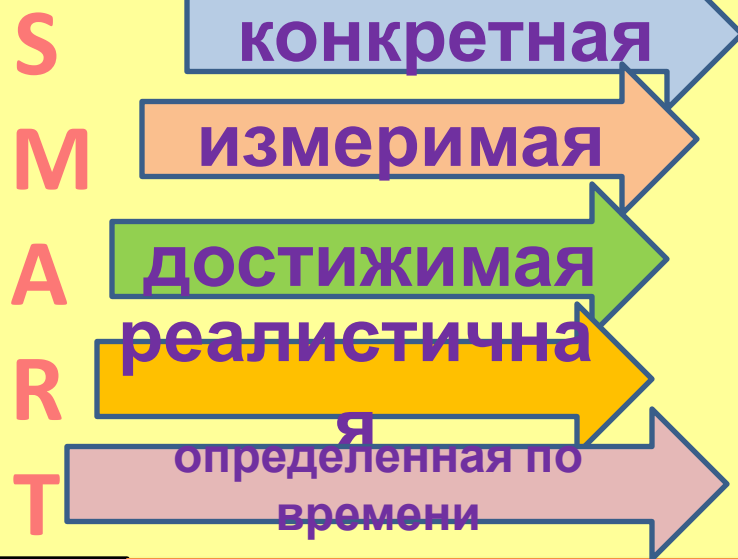 S
конкретная
M
измеримая
A
достижимая
R
реалистична
я
T
определенная по
времени